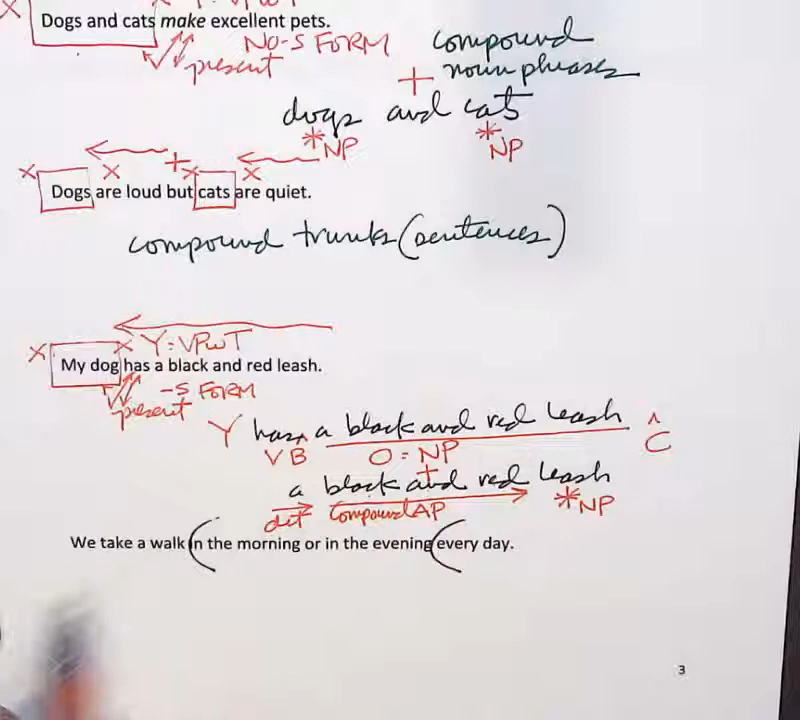 X
Dogs and cats make excellent pets.
NO-S FORM
present
compound
noun phrases
+
dogs and cats
* NP * NP
X X + X X
Dogs are loud but cats are quiet.
compound trunks (sentences)
X X Y=VPwT
My dog has a black and red leash.
-S FORM
present
Y has ^ a black and red leash ^
V B O=NP C
+
a black and red leash
det Compound AP *NP
We take a walk (in the morning or in the evening (every day.
3